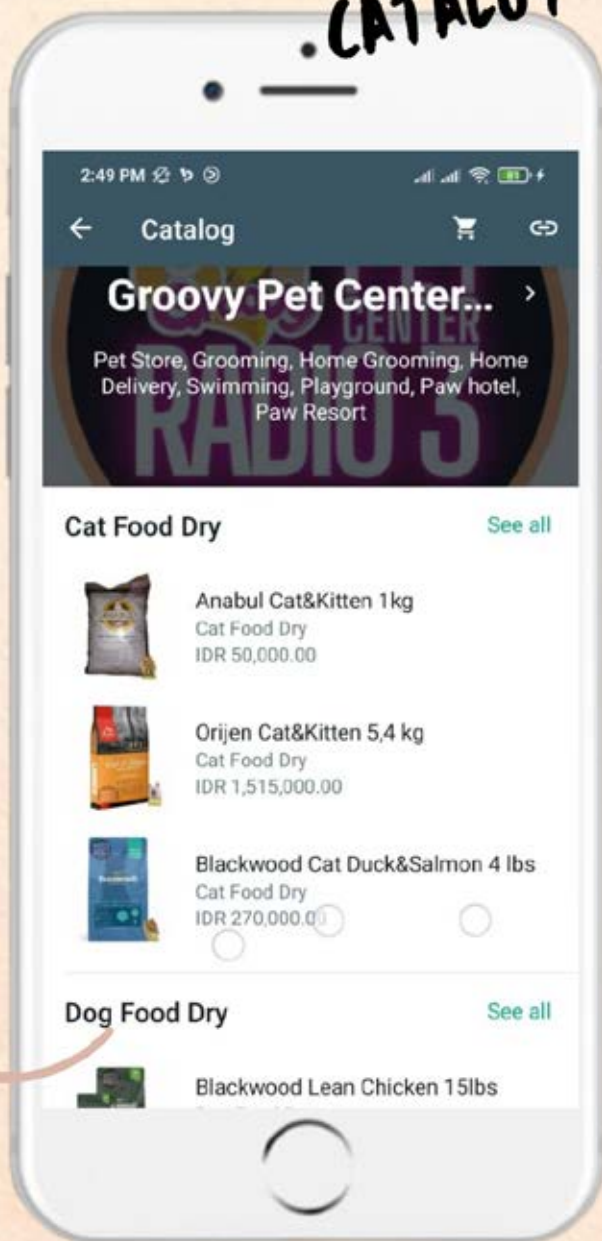 2:49 PM
Catalog
Groovy Pet Center...
Pet Store, Grooming, Home Grooming, Home
Delivery, Swimming, Playground, Paw hotel,
Paw Resort
CENTER
RADIO 3
Cat Food Dry
See all
Anabul Cat&Kitten 1kg
Cat Food Dry
IDR 50,000.00
Orijen Cat&Kitten 5,4 kg
Cat Food Dry
IDR 1,515,000.00
Blackwood Cat Duck&Salmon 4 lbs
Cat Food Dry
IDR 270,000.00
Dog Food Dry
See all
Blackwood Lean Chicken 15lbs